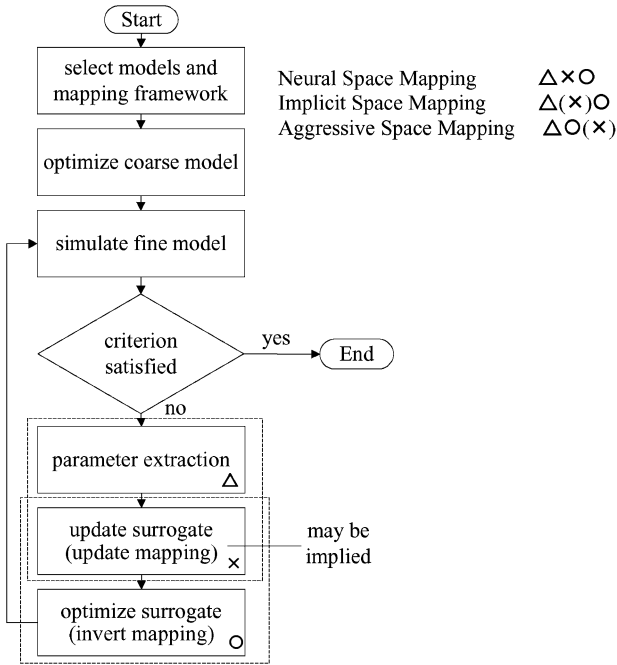 Start
select models and
mapping framework
Neural Space Mapping △×○
Implicit Space Mapping △(×)○
Aggressive Space Mapping △○(×)
optimize coarse model
simulate fine model
criterion
satisfied
yes
End
no
parameter extraction
△
update surrogate
(update mapping)
×
may be
implied
optimize surrogate
(invert mapping)
○